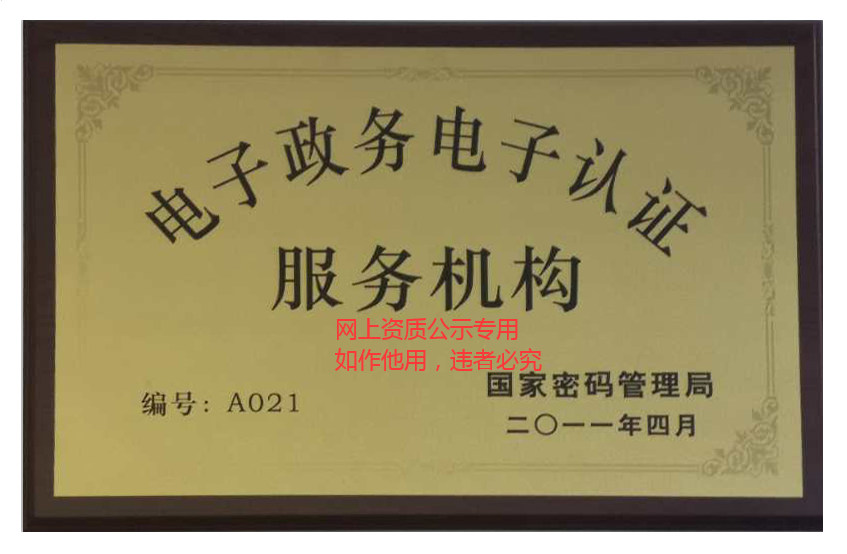 电子政务电子认证
服务机构
网上资质公示专用
如作他用，违者必究
编号：A021
国家密码管理局
二〇一一年四月